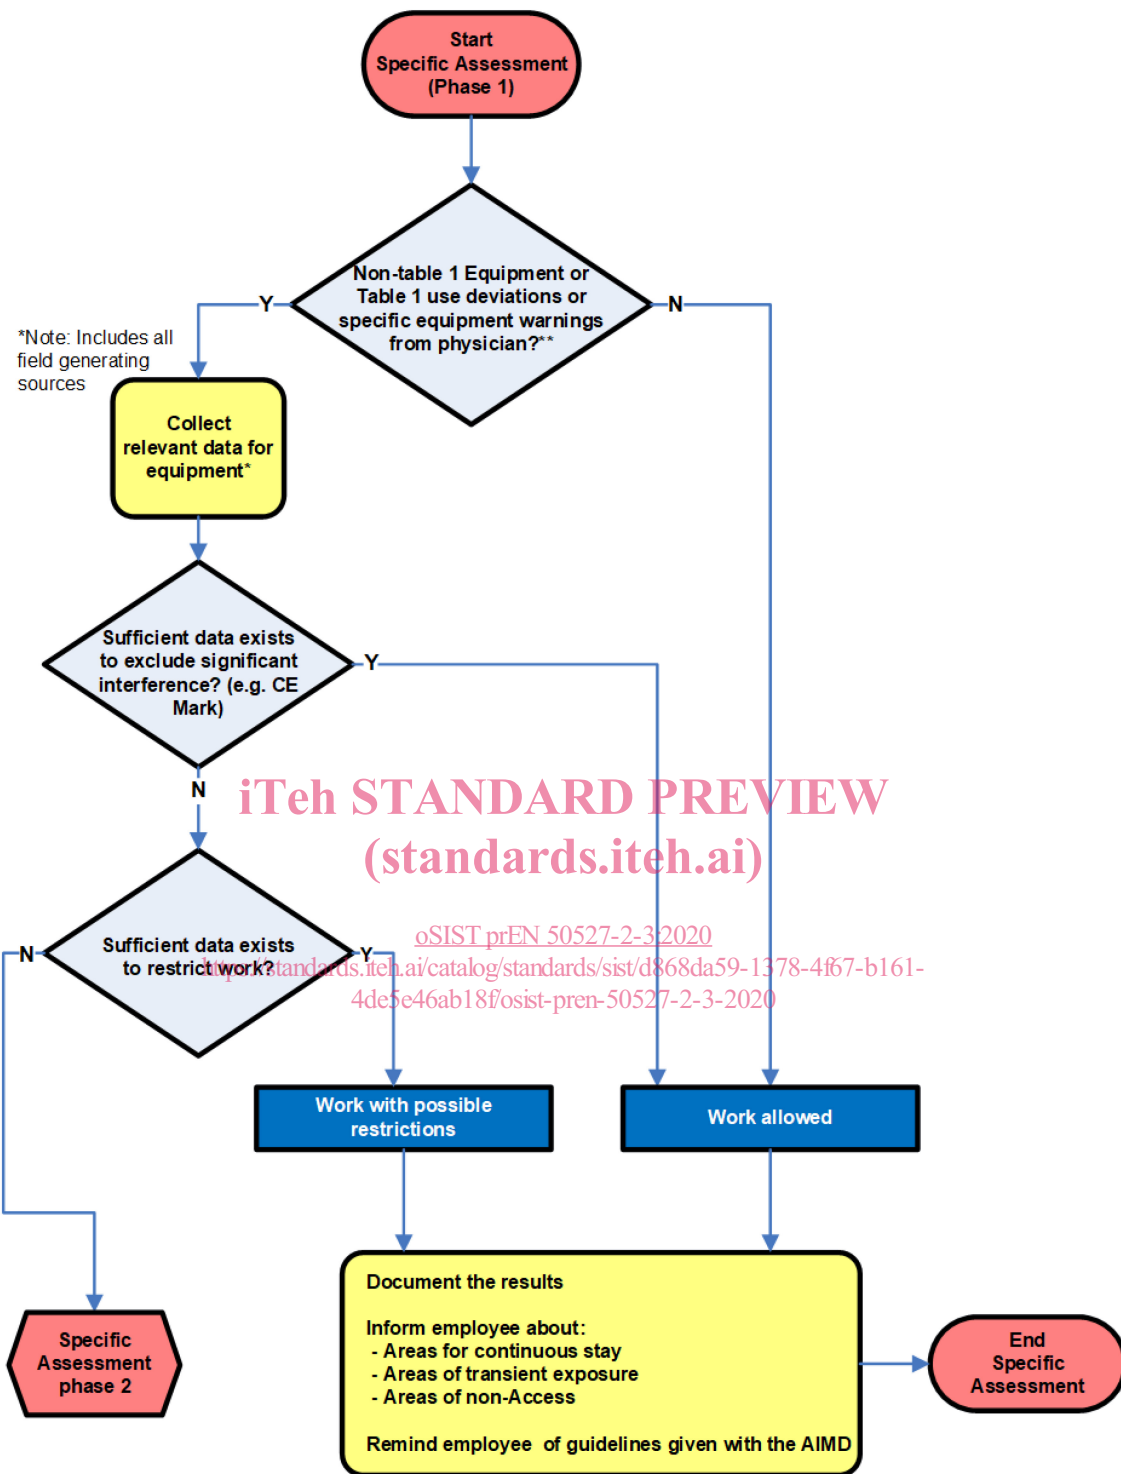 Start
Specific Assessment
(Phase 1)
Non-table 1 Equipment or
Table 1 use deviations or
specific equipment warnings
from physician?**
Y
N
*Note: Includes all
field generating
sources
Collect
relevant data for
equipment*
Sufficient data exists
to exclude significant
interference? (e.g. CE
Mark)
Y
N
iTeh STANDARD PREVIEW
(standards.iteh.ai)
oSIST prEN 50527-2-3:2020
https://standards.iteh.ai/catalog/standards/sist/d868da59-1378-4f67-b161-
4de5e46ab18f/osist-pren-50527-2-3-2020
Sufficient data exists
to restrict work?
N
Y
Work with possible
restrictions
Work allowed
Document the results
Inform employee about:
- Areas for continuous stay
- Areas of transient exposure
- Areas of non-Access
Remind employee of guidelines given with the AIMD
Specific
Assessment
phase 2
End
Specific
Assessment